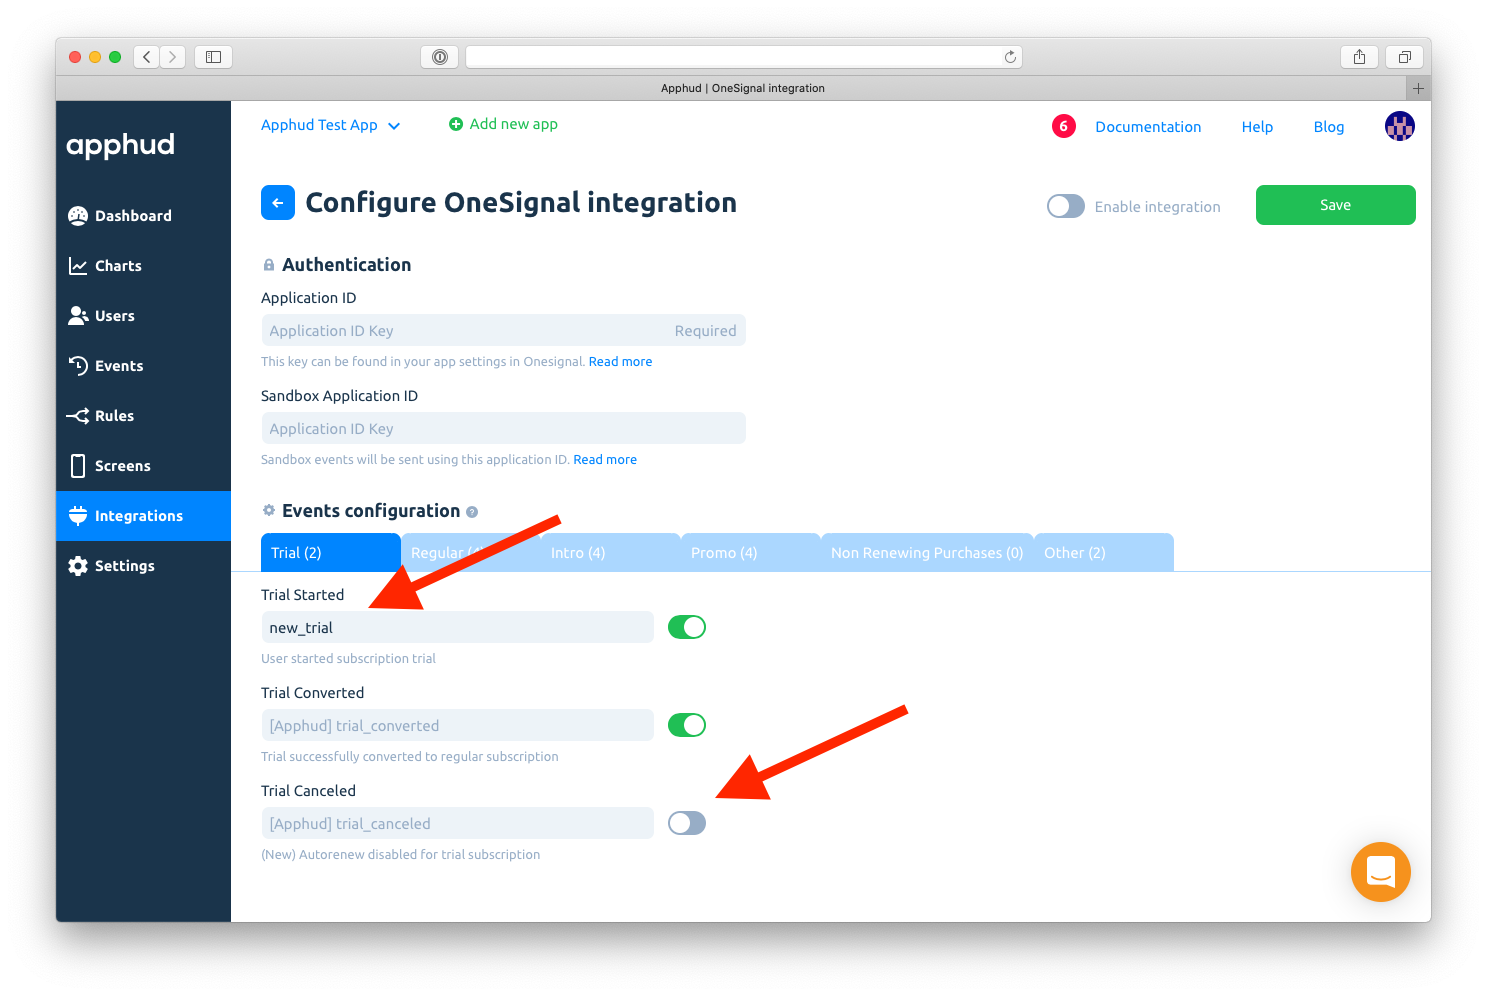 Apphud | OneSignal integration
apphud
Apphud Test App
Add new app
6
Documentation
Help
Blog
Dashboard
Charts
Users
Events
Rules
Screens
Integrations
Settings
Configure OneSignal integration
Enable integration
Save
Authentication
Application ID
Application ID Key
Required
This key can be found in your app settings in Onesignal. Read more
Sandbox Application ID
Application ID Key
Sandbox events will be sent using this application ID. Read more
Events configuration ?
Trial (2)
Regular
Intro (4)
Promo (4)
Non Renewing Purchases (0)
Other (2)
Trial Started
new_trial
User started subscription trial
Trial Converted
[Apphud] trial_converted
Trial successfully converted to regular subscription
Trial Canceled
[Apphud] trial_canceled
(New) Autorenew disabled for trial subscription